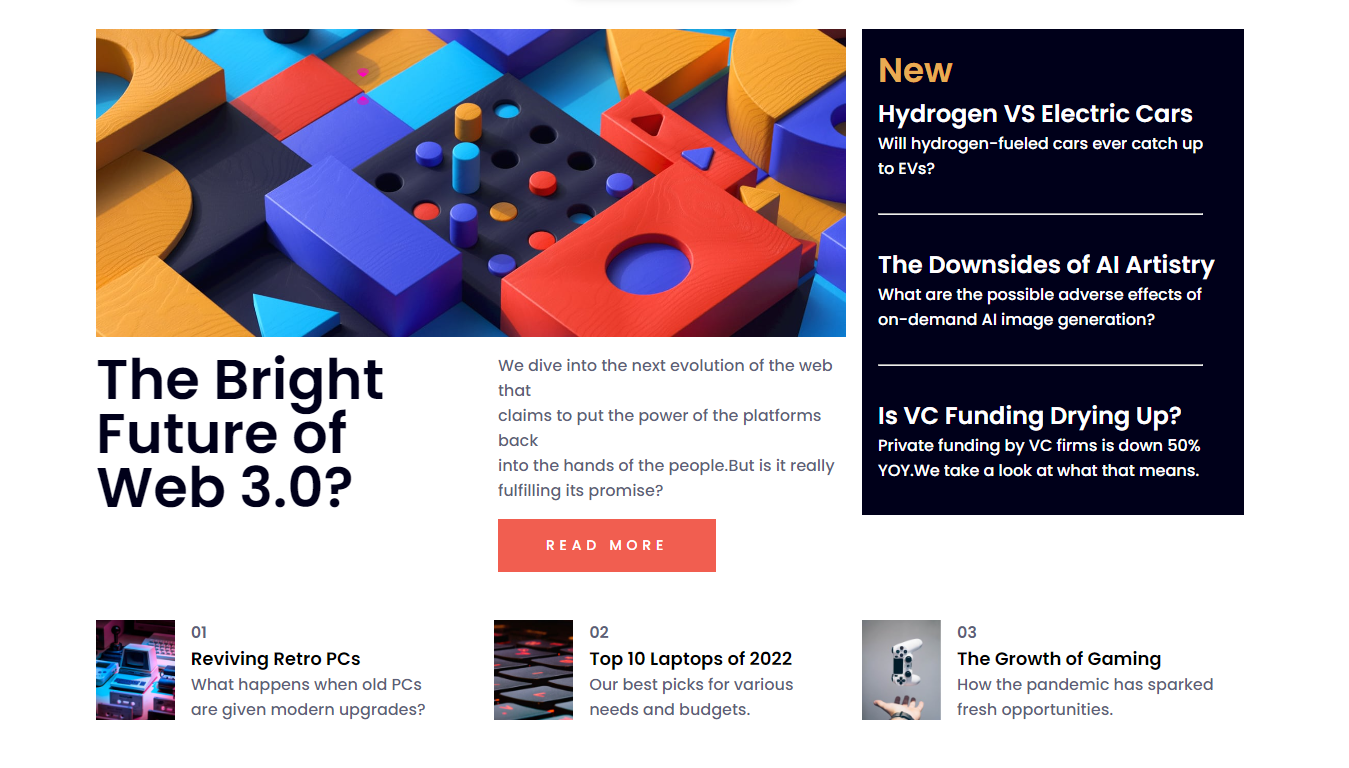 The Bright
Future of
Web 3.0?
We dive into the next evolution of the web
that
claims to put the power of the platforms
back
into the hands of the people.But is it really
fulfilling its promise?
READ MORE
New
Hydrogen VS Electric Cars
Will hydrogen-fueled cars ever catch up
to EVs?
The Downsides of AI Artistry
What are the possible adverse effects of
on-demand AI image generation?
Is VC Funding Drying Up?
Private funding by VC firms is down 50%
YOY.We take a look at what that means.
01
Reviving Retro PCs
What happens when old PCs
are given modern upgrades?
02
Top 10 Laptops of 2022
Our best picks for various
needs and budgets.
03
The Growth of Gaming
How the pandemic has sparked
fresh opportunities.